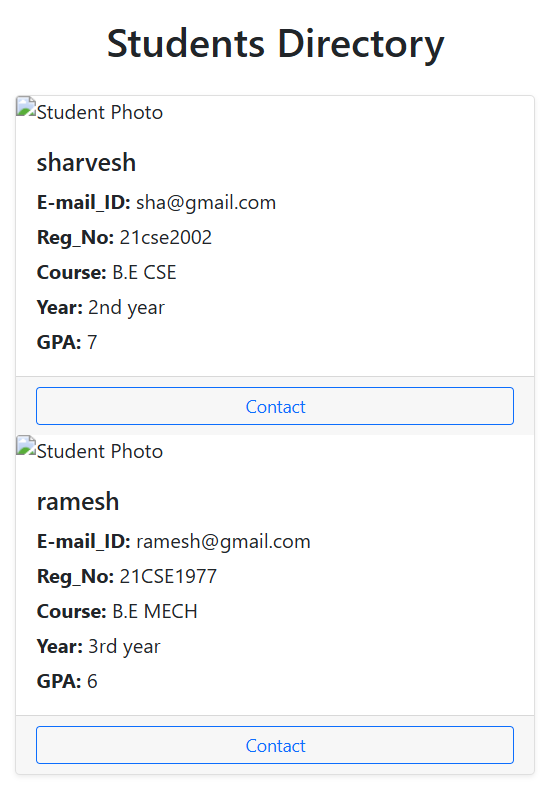 Students Directory
Student Photo
sharvesh
E-mail_ID: sha@gmail.com
Reg_No: 21cse2002
Course: B.E CSE
Year: 2nd year
GPA: 7
Contact
Student Photo
ramesh
E-mail_ID: ramesh@gmail.com
Reg_No: 21CSE1977
Course: B.E MECH
Year: 3rd year
GPA: 6
Contact